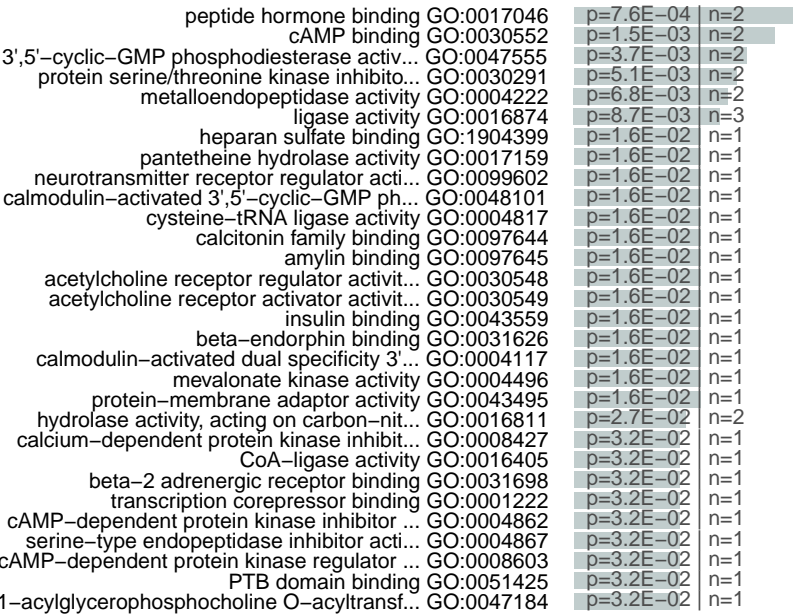 peptide hormone binding GO:0017046 p=7.6E−04 n=2
cAMP binding GO:0030552 p=1.5E−03 n=2
3',5'−cyclic−GMP phosphodiesterase activ... GO:0047555 p=3.7E−03 n=2
protein serine/threonine kinase inhibito... GO:0030291 p=5.1E−03 n=2
metalloendopeptidase activity GO:0004222 p=6.8E−03 n=2
ligase activity GO:0016874 p=8.7E−03 n=3
heparan sulfate binding GO:1904399 p=1.6E−02 n=1
pantetheine hydrolase activity GO:0017159 p=1.6E−02 n=1
neurotransmitter receptor regulator acti... GO:0099602 p=1.6E−02 n=1
calmodulin−activated 3',5'−cyclic−GMP ph... GO:0048101 p=1.6E−02 n=1
cysteine−tRNA ligase activity GO:0004817 p=1.6E−02 n=1
calcitonin family binding GO:0097644 p=1.6E−02 n=1
amylin binding GO:0097645 p=1.6E−02 n=1
acetylcholine receptor regulator activit... GO:0030548 p=1.6E−02 n=1
acetylcholine receptor activator activit... GO:0030549 p=1.6E−02 n=1
insulin binding GO:0043559 p=1.6E−02 n=1
beta−endorphin binding GO:0031626 p=1.6E−02 n=1
calmodulin−activated dual specificity 3'... GO:0004117 p=1.6E−02 n=1
mevalonate kinase activity GO:0004496 p=1.6E−02 n=1
protein−membrane adaptor activity GO:0043495 p=1.6E−02 n=1
hydrolase activity, acting on carbon−nit... GO:0016811 p=2.7E−02 n=2
calcium−dependent protein kinase inhibit... GO:0008427 p=3.2E−02 n=1
CoA−ligase activity GO:0016405 p=3.2E−02 n=1
beta−2 adrenergic receptor binding GO:0031698 p=3.2E−02 n=1
transcription corepressor binding GO:0001222 p=3.2E−02 n=1
cAMP−dependent protein kinase inhibitor ... GO:0004862 p=3.2E−02 n=1
serine−type endopeptidase inhibitor acti... GO:0004867 p=3.2E−02 n=1
cAMP−dependent protein kinase regulator ... GO:0008603 p=3.2E−02 n=1
PTB domain binding GO:0051425 p=3.2E−02 n=1
1−acylglycerophosphocholine O−acyltransf... GO:0047184 p=3.2E−02 n=1